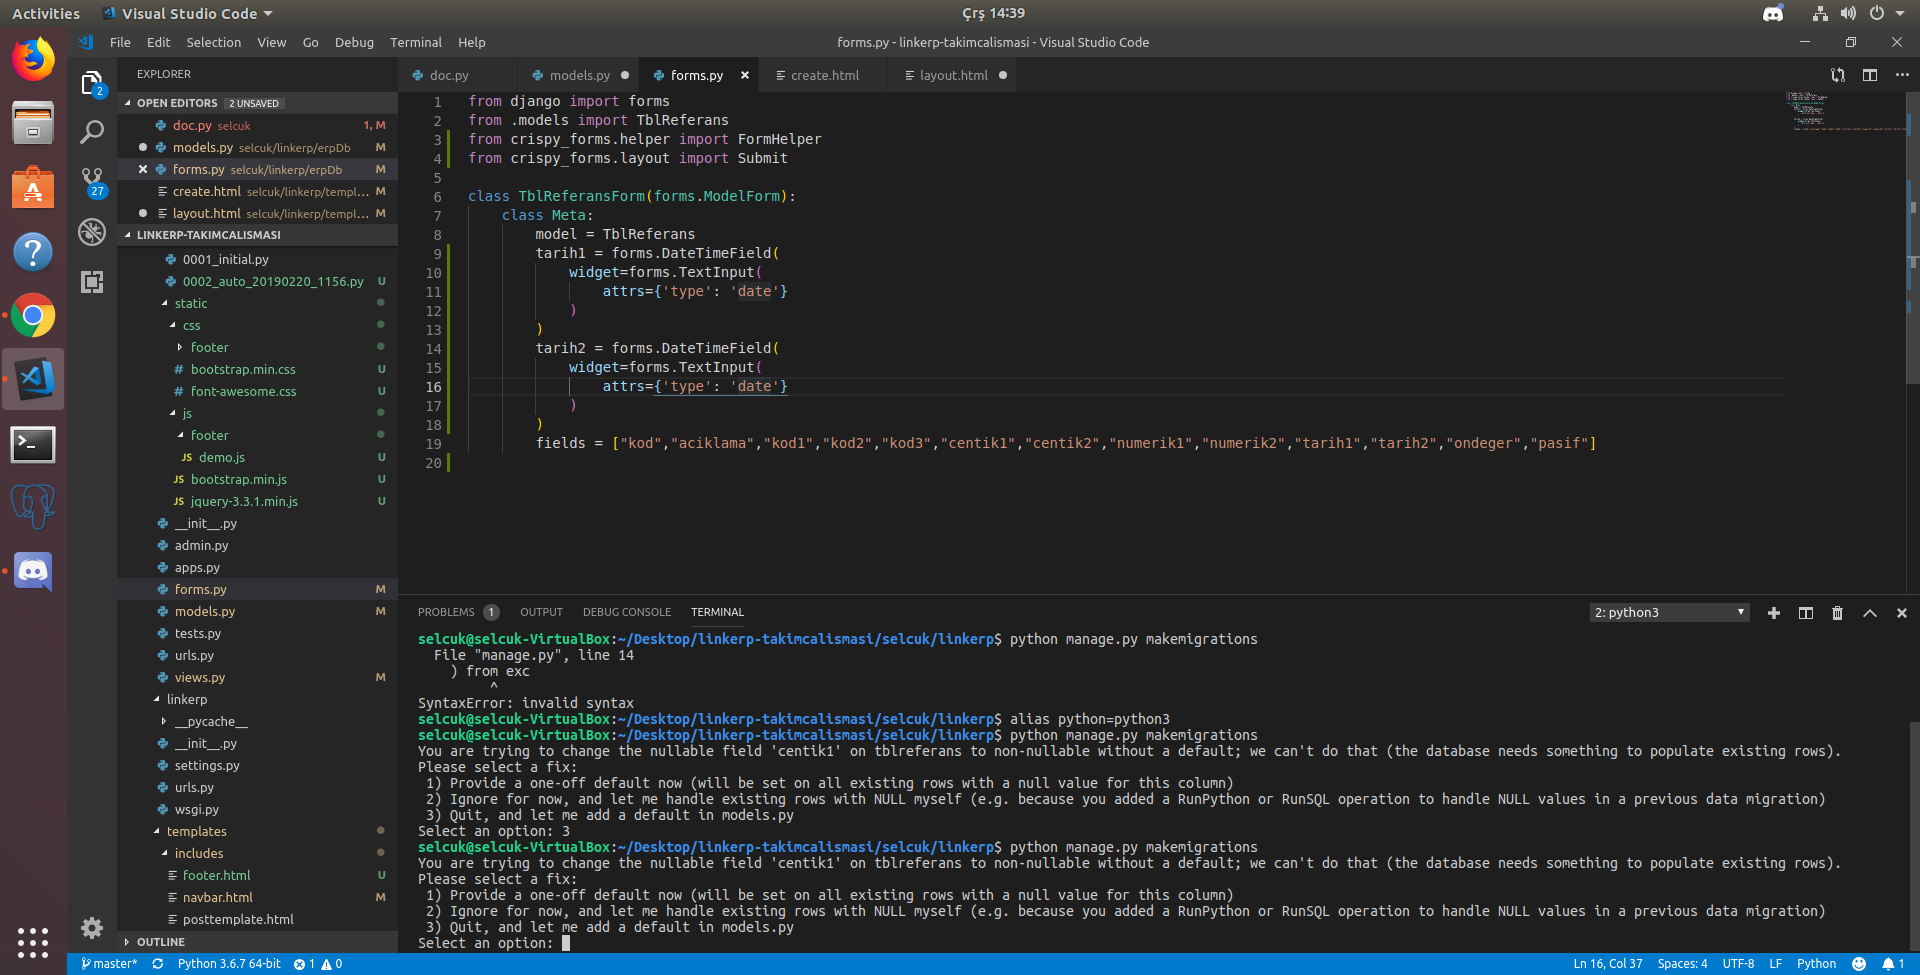 Activities
Visual Studio Code
Çrş 14:39
File Edit Selection View Go Debug Terminal Help
forms.py - linkerp-takimcalismasi - Visual Studio Code
EXPLORER
OPEN EDITORS 2 UNSAVED
doc.py selcuk 1, M
models.py selcuk/linkerp/erpDb M
forms.py selcuk/linkerp/erpDb M
create.html selcuk/linkerp/templ... M
layout.html selcuk/linkerp/templ... M
LINKERP-TAKIMCALISMASI
0001_initial.py
0002_auto_20190220_1156.py U
static
css
footer
# bootstrap.min.css U
# font-awesome.css U
js
footer
JS demo.js U
JS bootstrap.min.js U
JS jquery-3.3.1.min.js U
__init__.py
admin.py
apps.py
forms.py M
models.py M
tests.py
urls.py
views.py M
linkerp
__pycache__
__init__.py
settings.py
urls.py
wsgi.py
templates
includes
footer.html U
navbar.html M
posttemplate.html
OUTLINE
2
27
doc.py
models.py
forms.py
create.html
layout.html
1 from django import forms
2 from .models import TblReferans
3 from crispy_forms.helper import FormHelper
4 from crispy_forms.layout import Submit
5
6 class TblReferansForm(forms.ModelForm):
7 class Meta:
8 model = TblReferans
9 tarih1 = forms.DateTimeField(
10 widget=forms.TextInput(
11 attrs={'type': 'date'}
12 )
13 )
14 tarih2 = forms.DateTimeField(
15 widget=forms.TextInput(
16 attrs={'type': 'date'}
17 )
18 )
19 fields = ["kod","aciklama","kod1","kod2","kod3","centik1","centik2","numerik1","numerik2","tarih1","tarih2","ondeger","pasif"]
20
PROBLEMS 1 OUTPUT DEBUG CONSOLE TERMINAL
2: python3
selcuk@selcuk-VirtualBox:~/Desktop/linkerp-takimcalismasi/selcuk/linkerp$ python manage.py makemigrations
File "manage.py", line 14
) from exc
^
SyntaxError: invalid syntax
selcuk@selcuk-VirtualBox:~/Desktop/linkerp-takimcalismasi/selcuk/linkerp$ alias python=python3
selcuk@selcuk-VirtualBox:~/Desktop/linkerp-takimcalismasi/selcuk/linkerp$ python manage.py makemigrations
You are trying to change the nullable field 'centik1' on tblreferans to non-nullable without a default; we can't do that (the database needs something to populate existing rows).
Please select a fix:
1) Provide a one-off default now (will be set on all existing rows with a null value for this column)
2) Ignore for now, and let me handle existing rows with NULL myself (e.g. because you added a RunPython or RunSQL operation to handle NULL values in a previous data migration)
3) Quit, and let me add a default in models.py
Select an option: 3
selcuk@selcuk-VirtualBox:~/Desktop/linkerp-takimcalismasi/selcuk/linkerp$ python manage.py makemigrations
You are trying to change the nullable field 'centik1' on tblreferans to non-nullable without a default; we can't do that (the database needs something to populate existing rows).
Please select a fix:
1) Provide a one-off default now (will be set on all existing rows with a null value for this column)
2) Ignore for now, and let me handle existing rows with NULL myself (e.g. because you added a RunPython or RunSQL operation to handle NULL values in a previous data migration)
3) Quit, and let me add a default in models.py
Select an option:
master* Python 3.6.7 64-bit 1 0
Ln 16, Col 37 Spaces: 4 UTF-8 LF Python 1